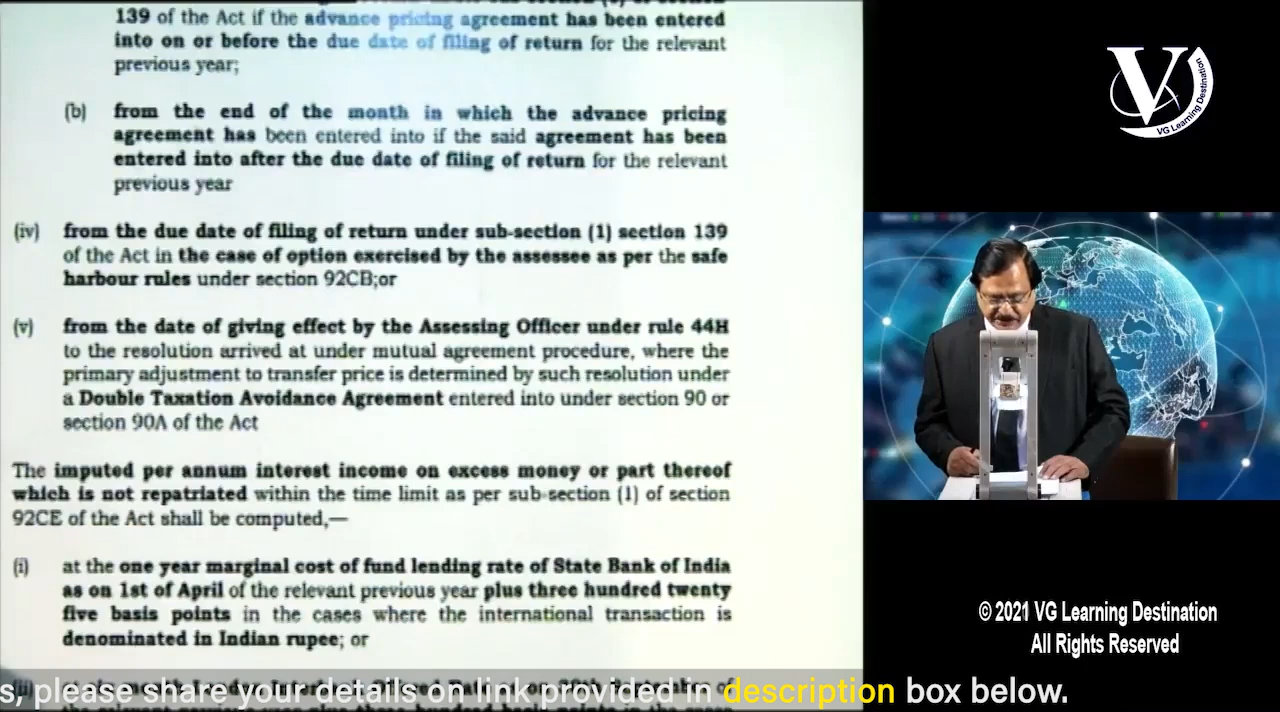 139 of the Act if the advance pricing agreement has been entered
into on or before the due date of filing of return for the relevant
previous year;
(b) from the end of the month in which the advance pricing
agreement has been entered into if the said agreement has been
entered into after the due date of filing of return for the relevant
previous year
(iv) from the due date of filing of return under sub-section (1) section 139
of the Act in the case of option exercised by the assessee as per the safe
harbour rules under section 92CB;or
(v) from the date of giving effect by the Assessing Officer under rule 44H
to the resolution arrived at under mutual agreement procedure, where the
primary adjustment to transfer price is determined by such resolution under
a Double Taxation Avoidance Agreement entered into under section 90 or
section 90A of the Act
The imputed per annum interest income on excess money or part thereof
which is not repatriated within the time limit as per sub-section (1) of section
92CE of the Act shall be computed,—
(i) at the one year marginal cost of fund lending rate of State Bank of India
as on 1st of April of the relevant previous year plus three hundred twenty
five basis points in the cases where the international transaction is
denominated in Indian rupee; or
s, please share your details on link provided in description box below.
V
VG Learning Destination
© 2021 VG Learning Destination
All Rights Reserved